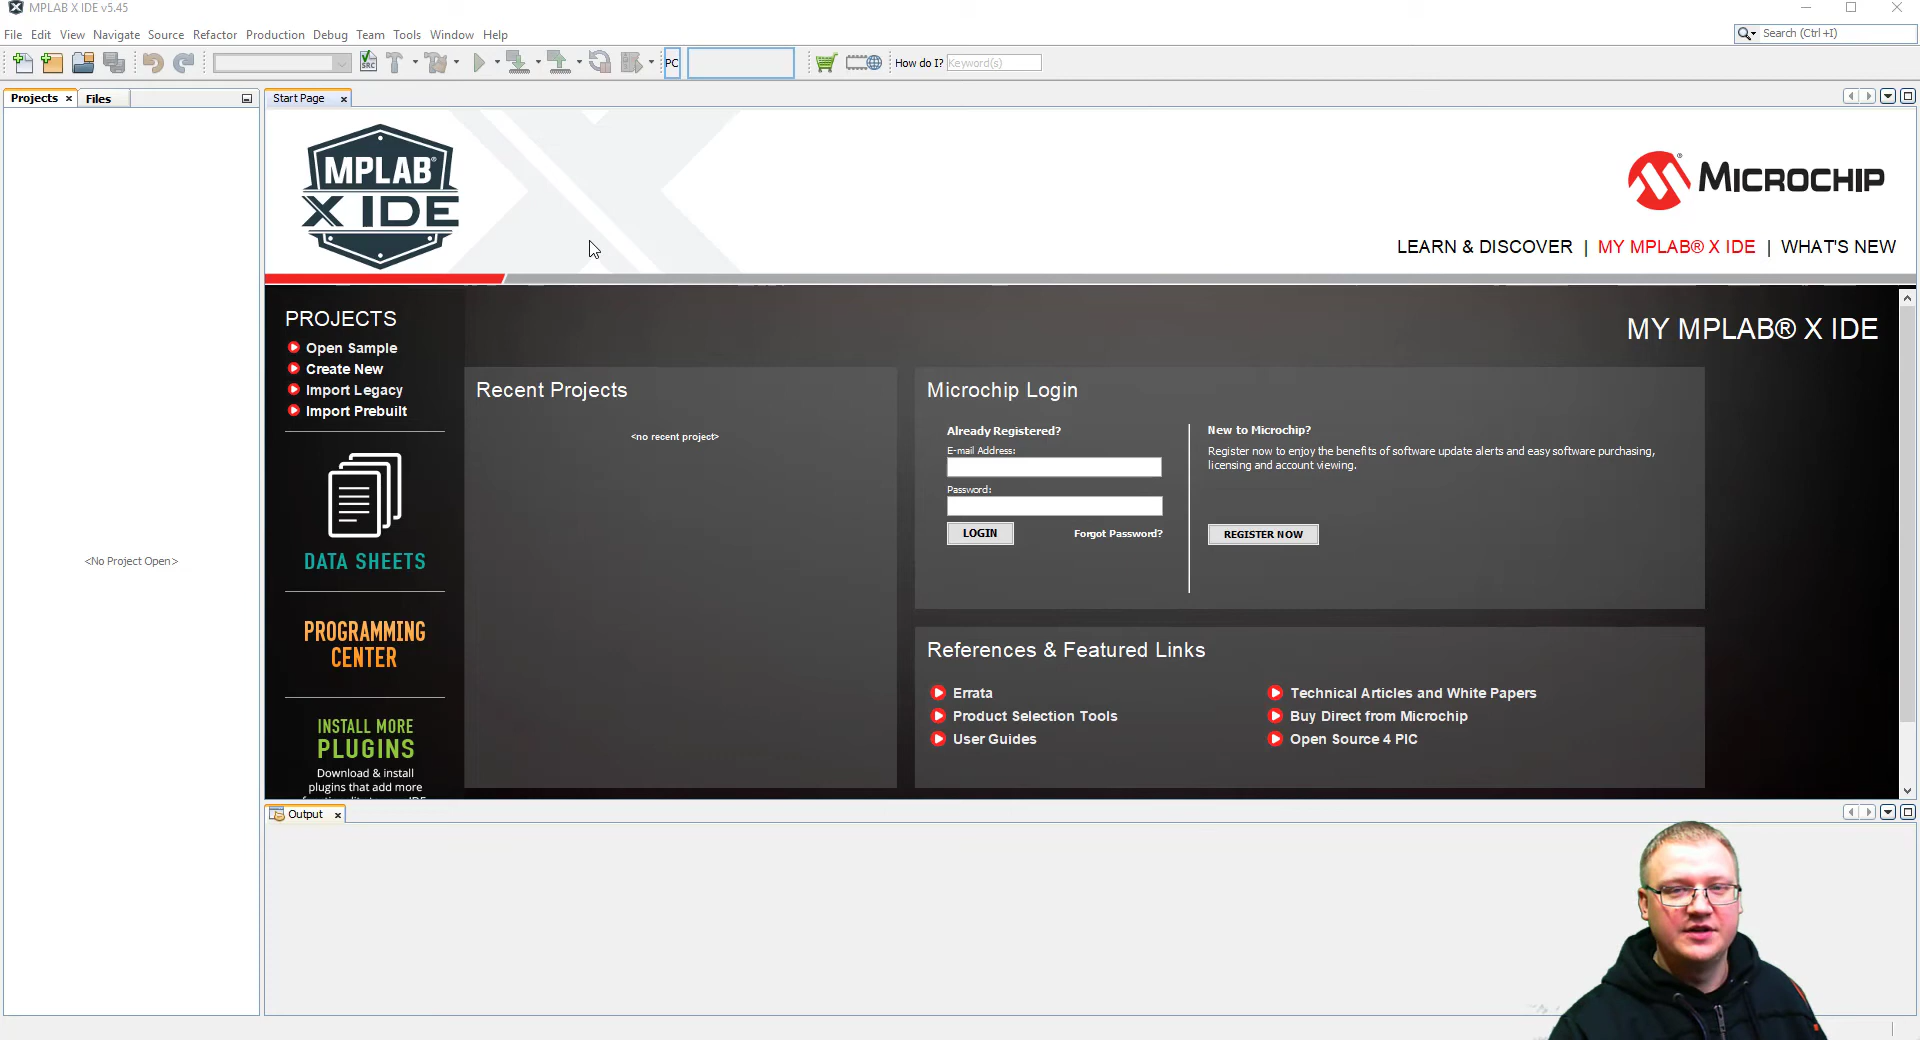 MPLAB X IDE v5.45
File Edit View Navigate Source Refactor Production Debug Team Tools Window Help
Search (Ctrl+I)
SRC
PC
How do I? Keyword(s)
Projects Files
Start Page
MPLAB®
X IDE
MICROCHIP®
LEARN & DISCOVER | MY MPLAB® X IDE | WHAT'S NEW
PROJECTS
Open Sample
Create New
Import Legacy
Import Prebuilt
DATA SHEETS
PROGRAMMING
CENTER
INSTALL MORE
PLUGINS
Download & install
plugins that add more
<No Project Open>
MY MPLAB® X IDE
Recent Projects
<no recent project>
Microchip Login
Already Registered?
E-mail Address:
Password:
LOGIN
Forgot Password?
New to Microchip?
Register now to enjoy the benefits of software update alerts and easy software purchasing,
licensing and account viewing.
REGISTER NOW
References & Featured Links
Errata
Product Selection Tools
User Guides
Technical Articles and White Papers
Buy Direct from Microchip
Open Source 4 PIC
Output